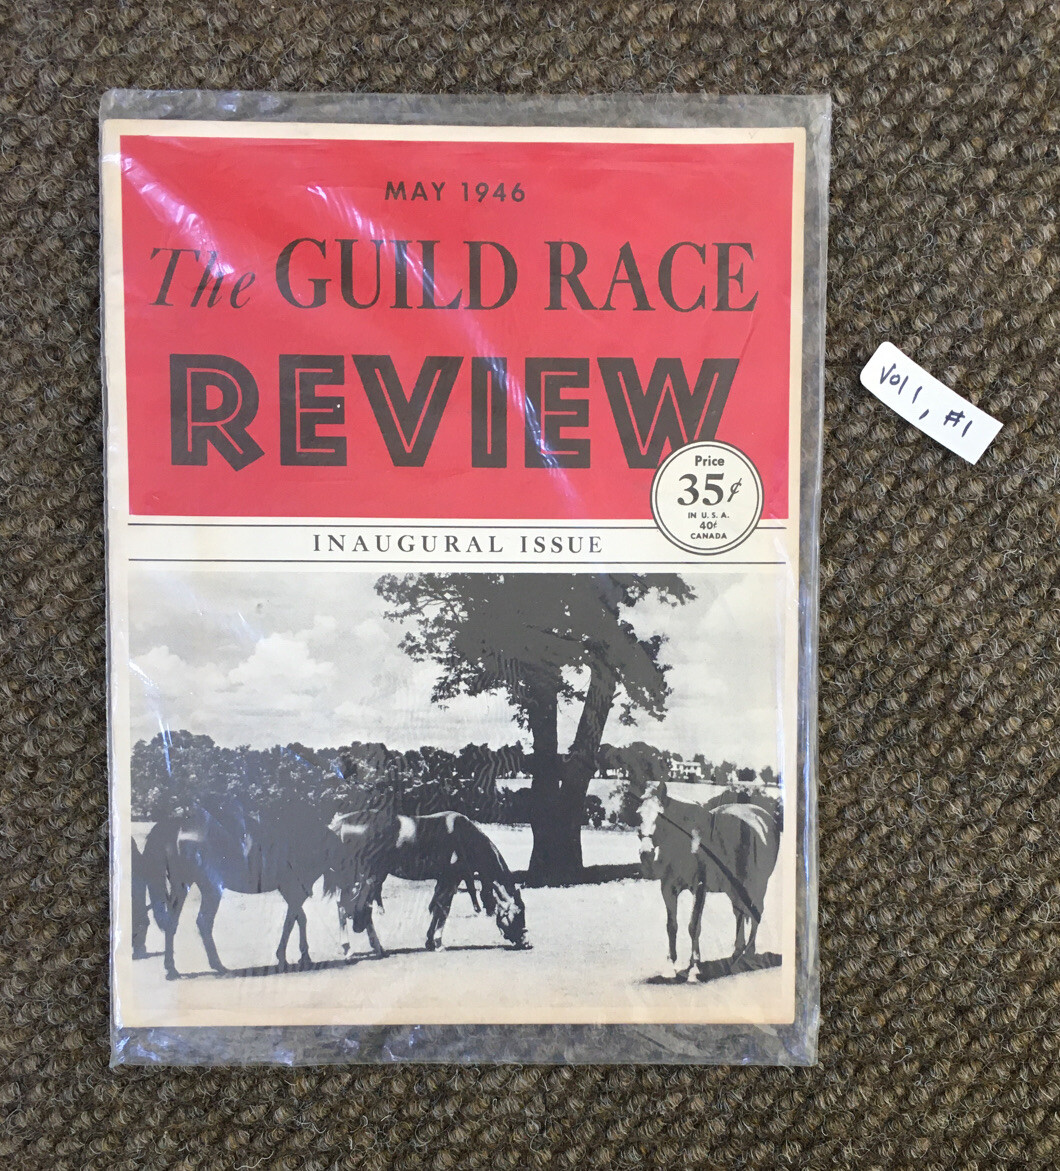 MAY 1946
The GUILD RACE
REVIEW
Price
35¢
IN U.S.A.
40¢
CANADA
INAUGURAL ISSUE
Vol 1, #1